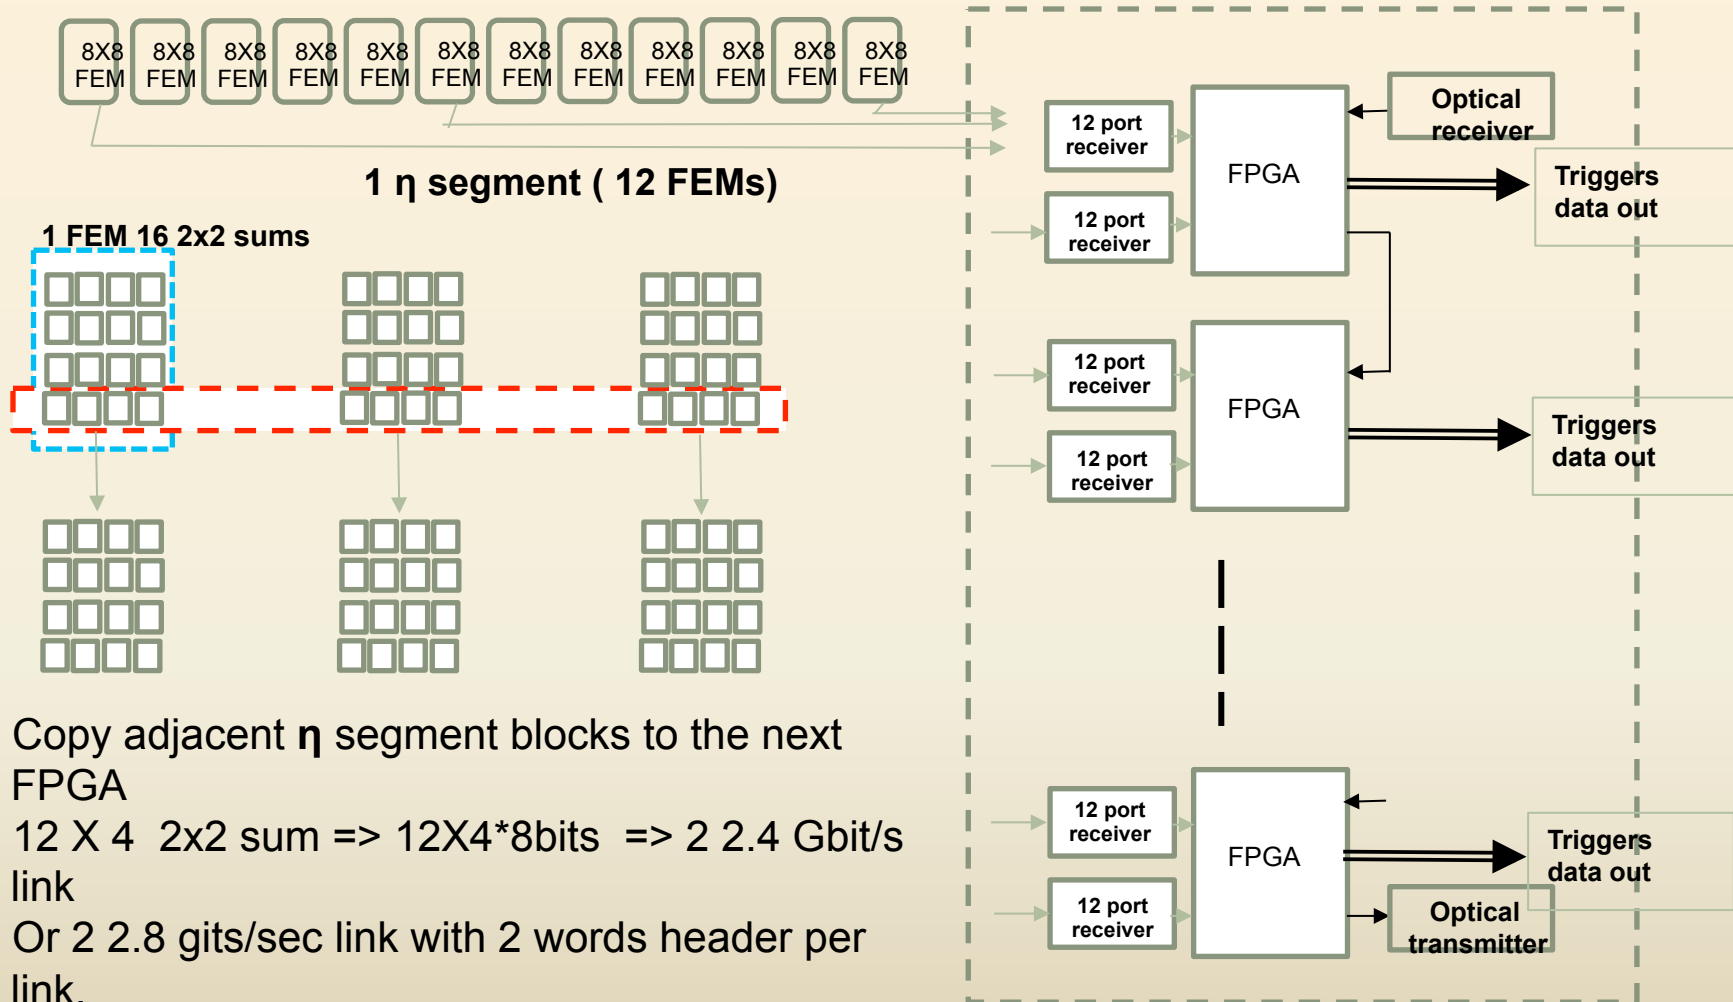 8X8 8X8 8X8 8X8 8X8 8X8 8X8 8X8 8X8 8X8 8X8 8X8
FEM FEM FEM FEM FEM FEM FEM FEM FEM FEM FEM FEM
1 η segment ( 12 FEMs)
1 FEM 16 2x2 sums
Copy adjacent η segment blocks to the next
FPGA
12 X 4 2x2 sum => 12X4*8bits => 2 2.4 Gbit/s
link
Or 2 2.8 gits/sec link with 2 words header per
link.
Optical
receiver
12 port
receiver
FPGA
Triggers
data out
12 port
receiver
12 port
receiver
FPGA
Triggers
data out
12 port
receiver
12 port
receiver
FPGA
Triggers
data out
12 port
receiver
Optical
transmitter